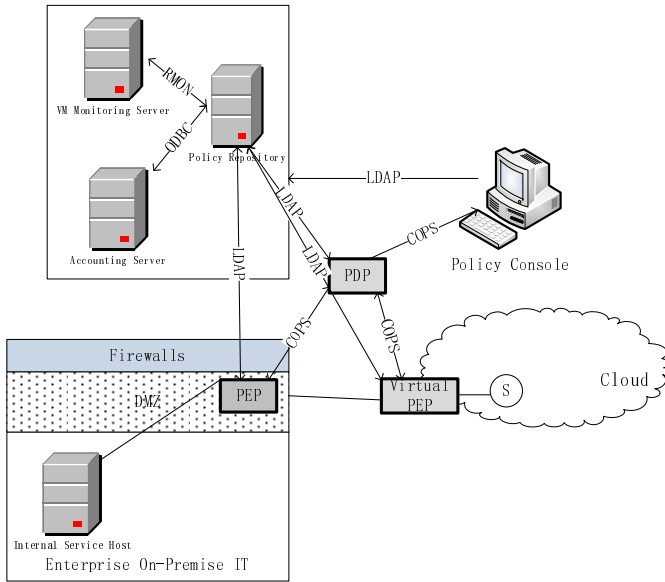 RMON
VM Monitoring Server
ODBC
Policy Repository
LDAP
LDAP
Accounting Server
LDAP
LDAP
COPS
Policy Console
PDP
COPS
COPS
Firewalls
DMZ
PEP
Virtual
PEP
S
Cloud
Internal Service Host
Enterprise On-Premise IT